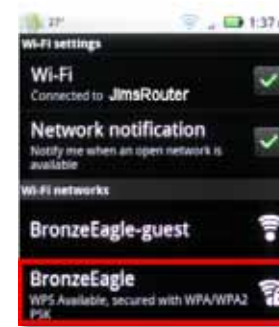 27°
1:37
Wi-Fi settings
Wi-Fi
Connected to JimsRouter
Network notification
Notify me when an open network is
available
Wi-Fi networks
BronzeEagle-guest
BronzeEagle
WPS Available, secured with WPA/WPA2
PSK